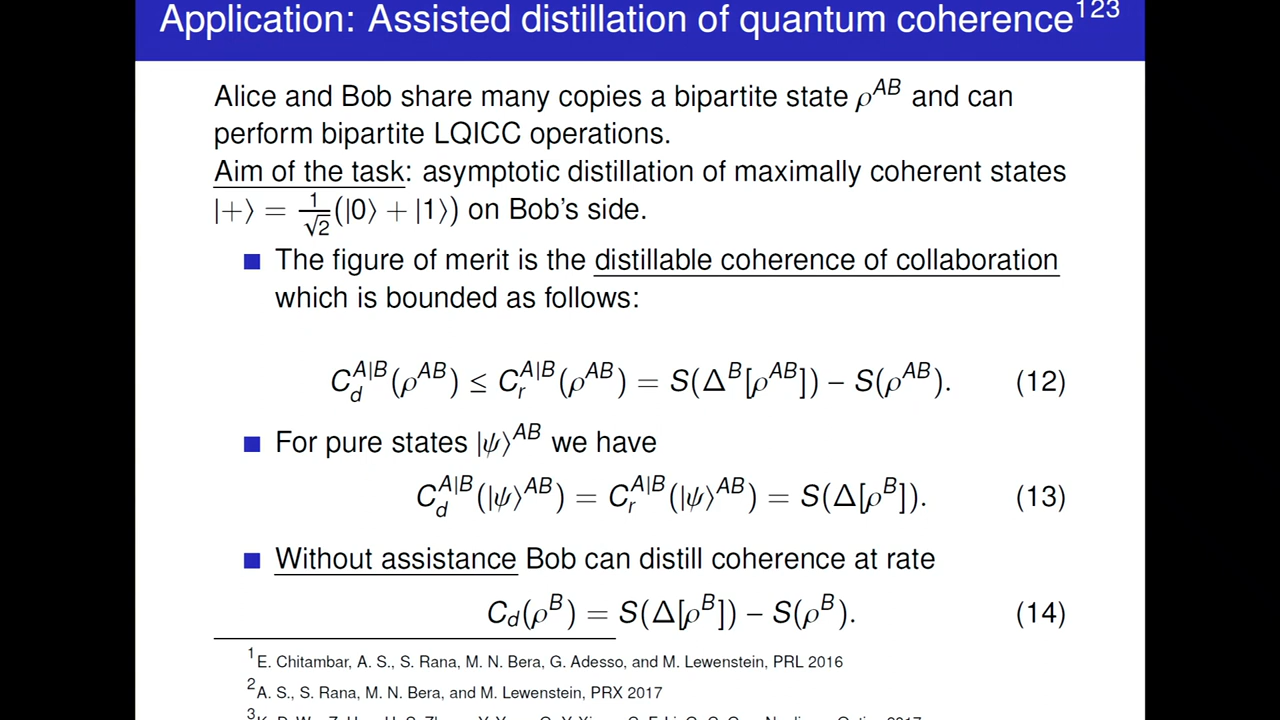 Application: Assisted distillation of quantum coherence¹²³
Alice and Bob share many copies a bipartite state ρ^{AB} and can
perform bipartite LQICC operations.
Aim of the task: asymptotic distillation of maximally coherent states
|+⟩ = \frac{1}{\sqrt{2}}(|0⟩ + |1⟩) on Bob's side.
■ The figure of merit is the distillable coherence of collaboration
which is bounded as follows:
C_d^{A|B}(ρ^{AB}) ≤ C_r^{A|B}(ρ^{AB}) = S(Δ^B[ρ^{AB}]) − S(ρ^{AB}). (12)
■ For pure states |ψ⟩^{AB} we have
C_d^{A|B}(|ψ⟩^{AB}) = C_r^{A|B}(|ψ⟩^{AB}) = S(Δ[ρ^B]). (13)
■ Without assistance Bob can distill coherence at rate
C_d(ρ^B) = S(Δ[ρ^B]) − S(ρ^B). (14)
¹E. Chitambar, A. S., S. Rana, M. N. Bera, G. Adesso, and M. Lewenstein, PRL 2016
²A. S., S. Rana, M. N. Bera, and M. Lewenstein, PRX 2017